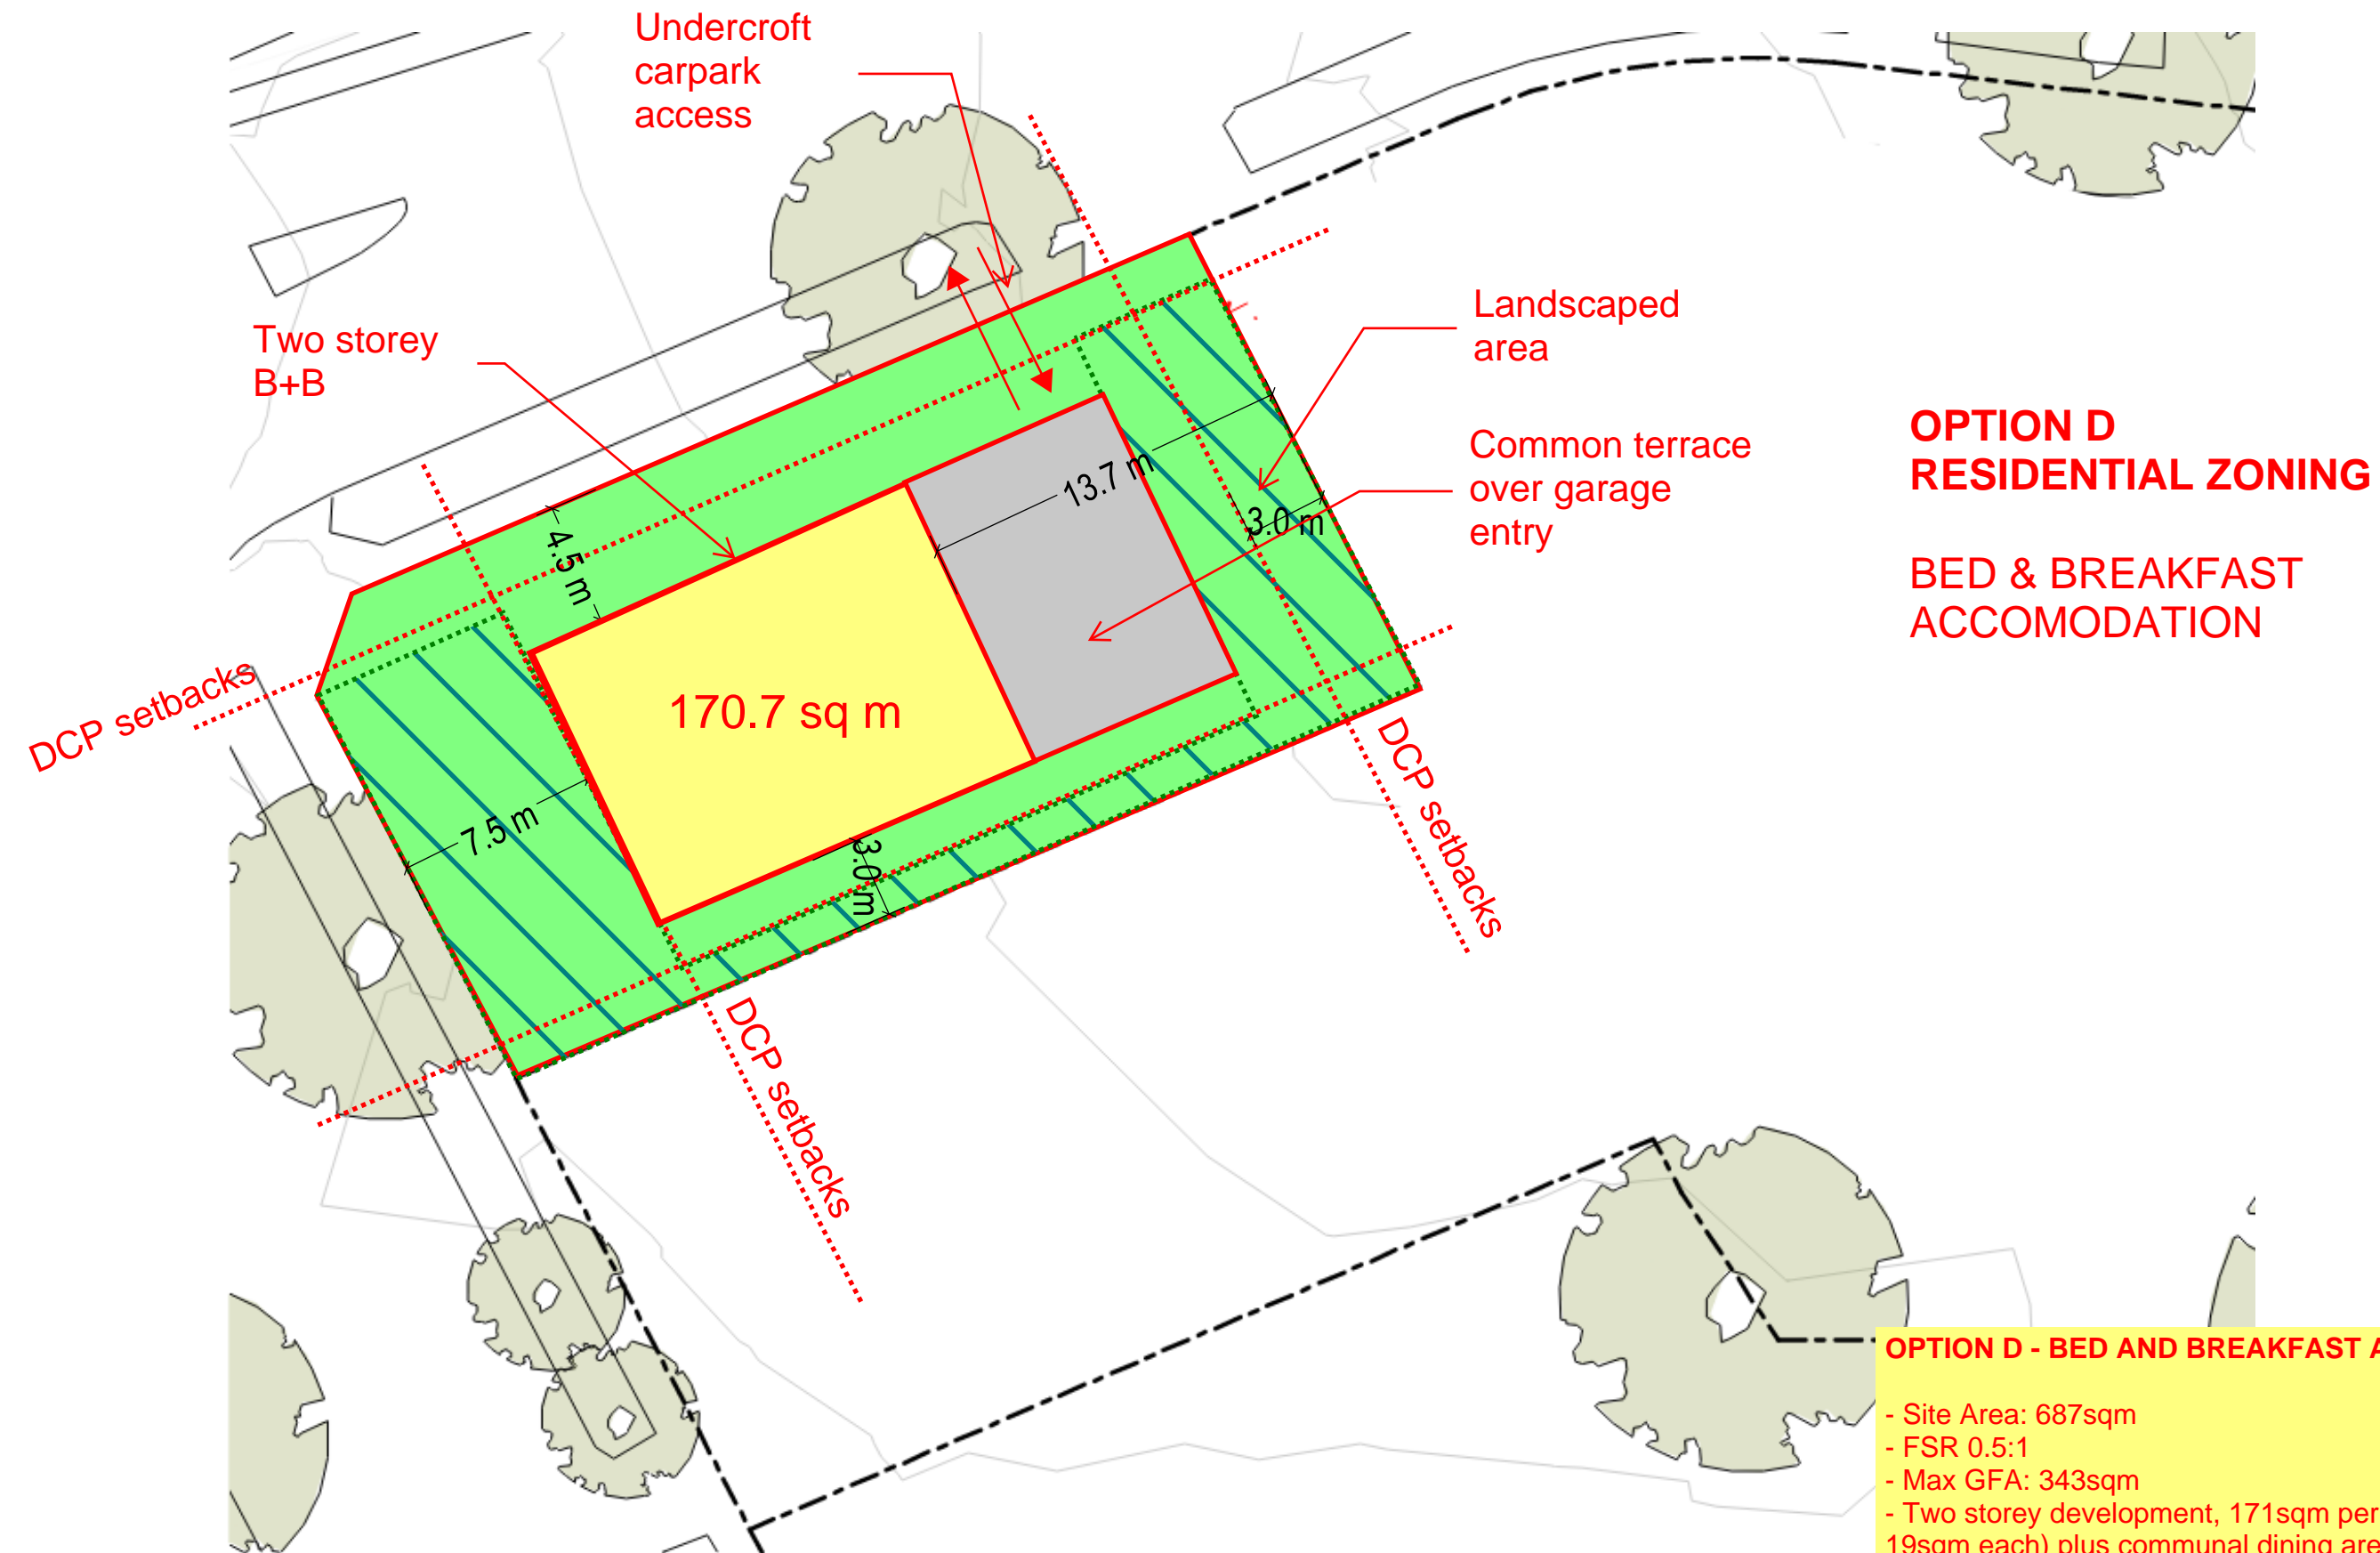 Undercroft
carpark
access
Two storey
B+B
Landscaped
area
Common terrace
over garage
entry
OPTION D
RESIDENTIAL ZONING
BED & BREAKFAST
ACCOMODATION
13.7 m
3.0 m
4.5 m
170.7 sq m
7.5 m
3.0 m
DCP setbacks
DCP setbacks
DCP setbacks
OPTION D - BED AND BREAKFAST
- Site Area: 687sqm
- FSR 0.5:1
- Max GFA: 343sqm
- Two storey development, 171sqm per
19sqm each) plus communal dining